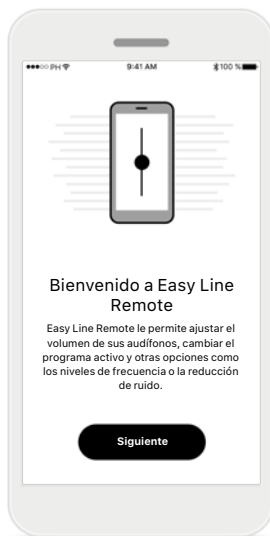 ●●●○○ PH 9:41 AM 100 %
Bienvenido a Easy Line
Remote
Easy Line Remote le permite ajustar el
volumen de sus audífonos, cambiar el
programa activo y otras opciones como
los niveles de frecuencia o la reducción
de ruido.
Siguiente